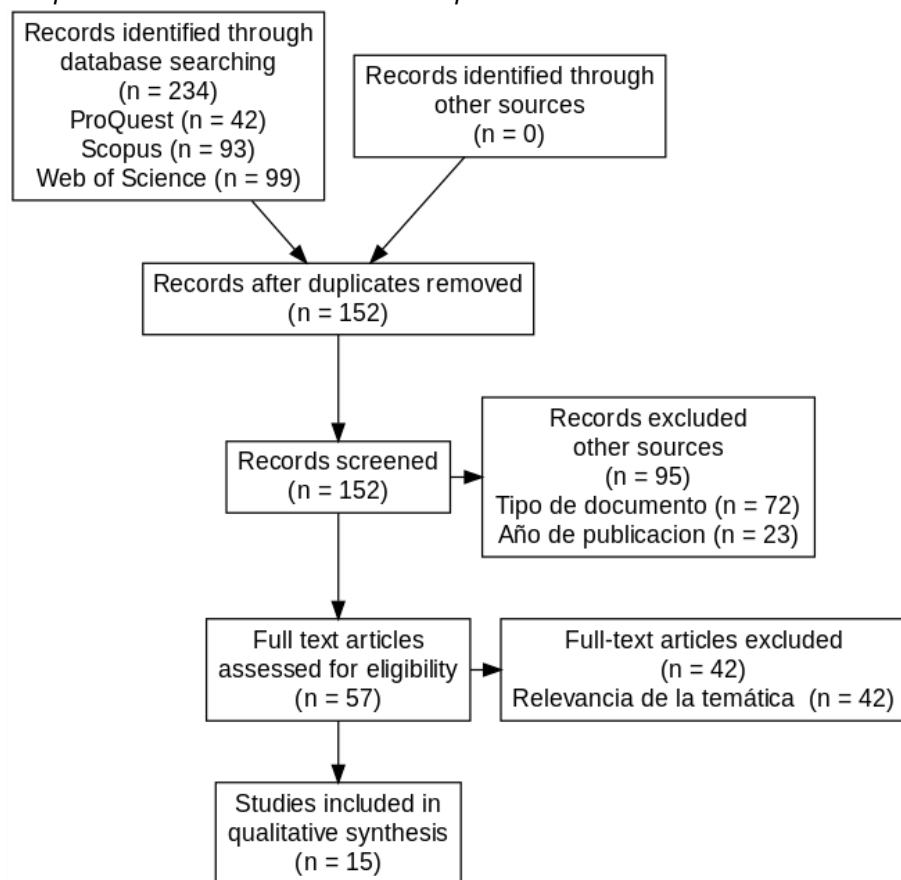 Records identified through
database searching
(n = 234)
ProQuest (n = 42)
Scopus (n = 93)
Web of Science (n = 99)
Records identified through
other sources
(n = 0)
Records after duplicates removed
(n = 152)
Records screened
(n = 152)
Records excluded
other sources
(n = 95)
Tipo de documento (n = 72)
Año de publicacion (n = 23)
Full text articles
assessed for eligibility
(n = 57)
Full-text articles excluded
(n = 42)
Relevancia de la temática (n = 42)
Studies included in
qualitative synthesis
(n = 15)